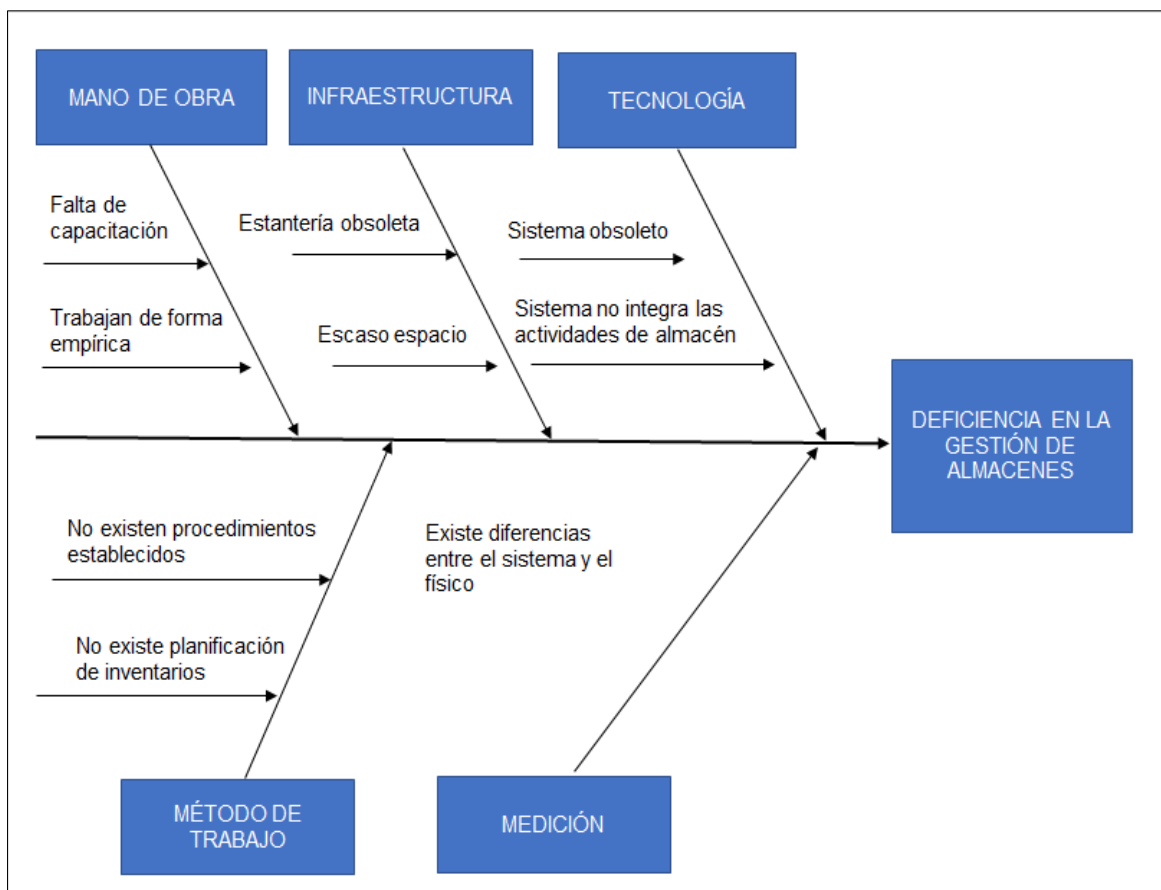 MANO DE OBRA
INFRAESTRUCTURA
TECNOLOGÍA
Falta de
capacitación
Estantería obsoleta
Sistema obsoleto
Trabajan de forma
empírica
Escaso espacio
Sistema no integra las
actividades de almacén
DEFICIENCIA EN LA
GESTIÓN DE
ALMACENES
No existen procedimientos
establecidos
Existe diferencias
entre el sistema y el
físico
No existe planificación
de inventarios
MÉTODO DE
TRABAJO
MEDICIÓN